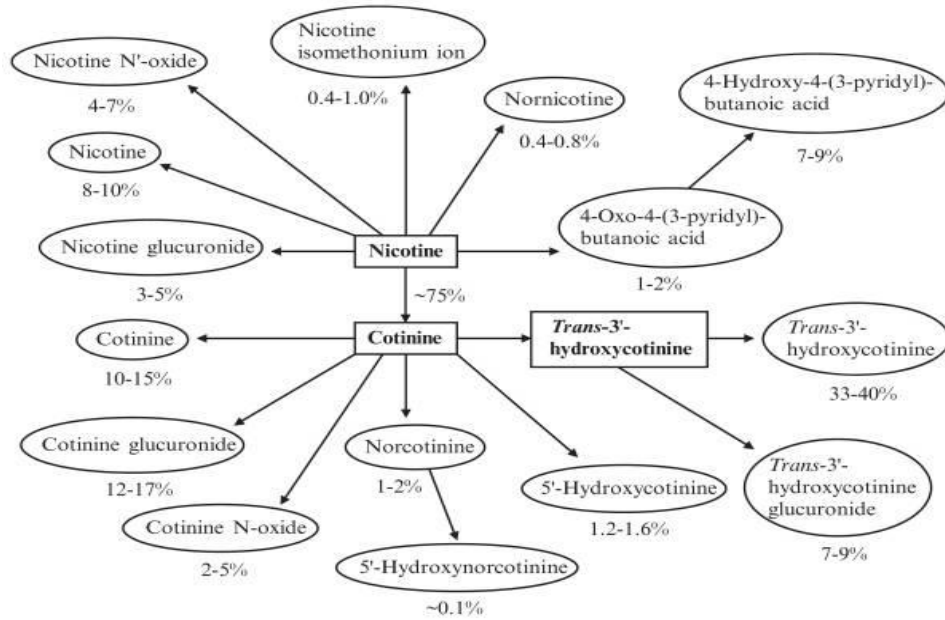 Nicotine
isomethonium ion
0.4-1.0%
Nicotine N'-oxide
4-7%
Nornicotine
0.4-0.8%
4-Hydroxy-4-(3-pyridyl)-
butanoic acid
7-9%
Nicotine
8-10%
4-Oxo-4-(3-pyridyl)-
butanoic acid
1-2%
Nicotine glucuronide
3-5%
Nicotine
~75%
Cotinine
10-15%
Cotinine
Trans-3'-
hydroxycotinine
Trans-3'-
hydroxycotinine
33-40%
Cotinine glucuronide
12-17%
Norcotinine
1-2%
5'-Hydroxycotinine
1.2-1.6%
Trans-3'-
hydroxycotinine
glucuronide
7-9%
Cotinine N-oxide
2-5%
5'-Hydroxynorcotinine
~0.1%